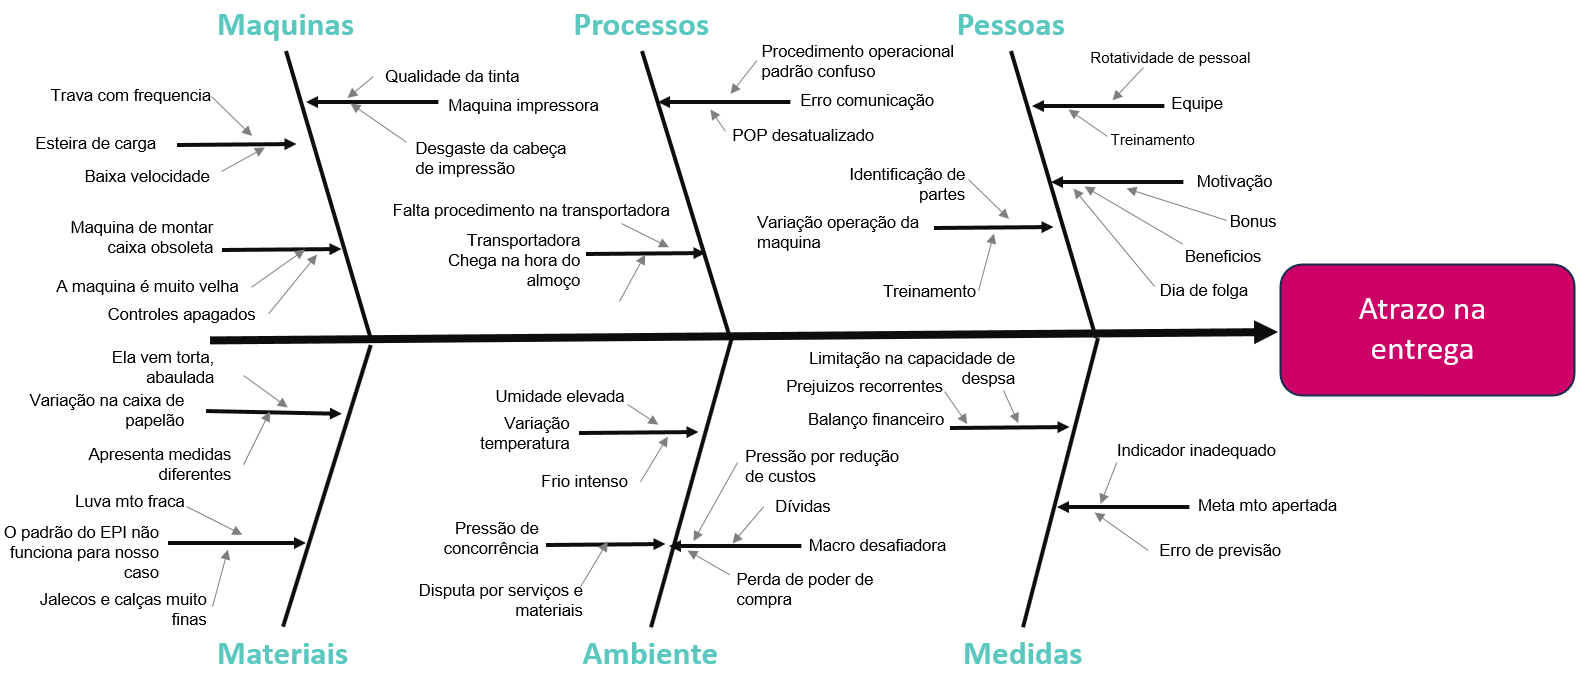 Maquinas
Processos
Pessoas
Qualidade da tinta
Maquina impressora
Trava com frequencia
Esteira de carga
Baixa velocidade
Desgaste da cabeça
de impressão
Maquina de montar
caixa obsoleta
A maquina é muito velha
Controles apagados
Procedimento operacional
padrão confuso
Erro comunicação
POP desatualizado
Falta procedimento na transportadora
Transportadora
Chega na hora do
almoço
Rotatividade de pessoal
Equipe
Treinamento
Identificação de
partes
Motivação
Variação operação da
maquina
Bonus
Beneficios
Dia de folga
Treinamento
Atrazo na
entrega
Ela vem torta,
abaulada
Variação na caixa de
papelão
Apresenta medidas
diferentes
Luva mto fraca
O padrão do EPI não
funciona para nosso
caso
Jalecos e calças muito
finas
Umidade elevada
Variação
temperatura
Frio intenso
Pressão por redução
de custos
Dívidas
Pressão de
concorrência
Macro desafiadora
Disputa por serviços e
materiais
Perda de poder de
compra
Limitação na capacidade de
despsa
Prejuizos recorrentes
Balanço financeiro
Indicador inadequado
Meta mto apertada
Erro de previsão
Materiais
Ambiente
Medidas